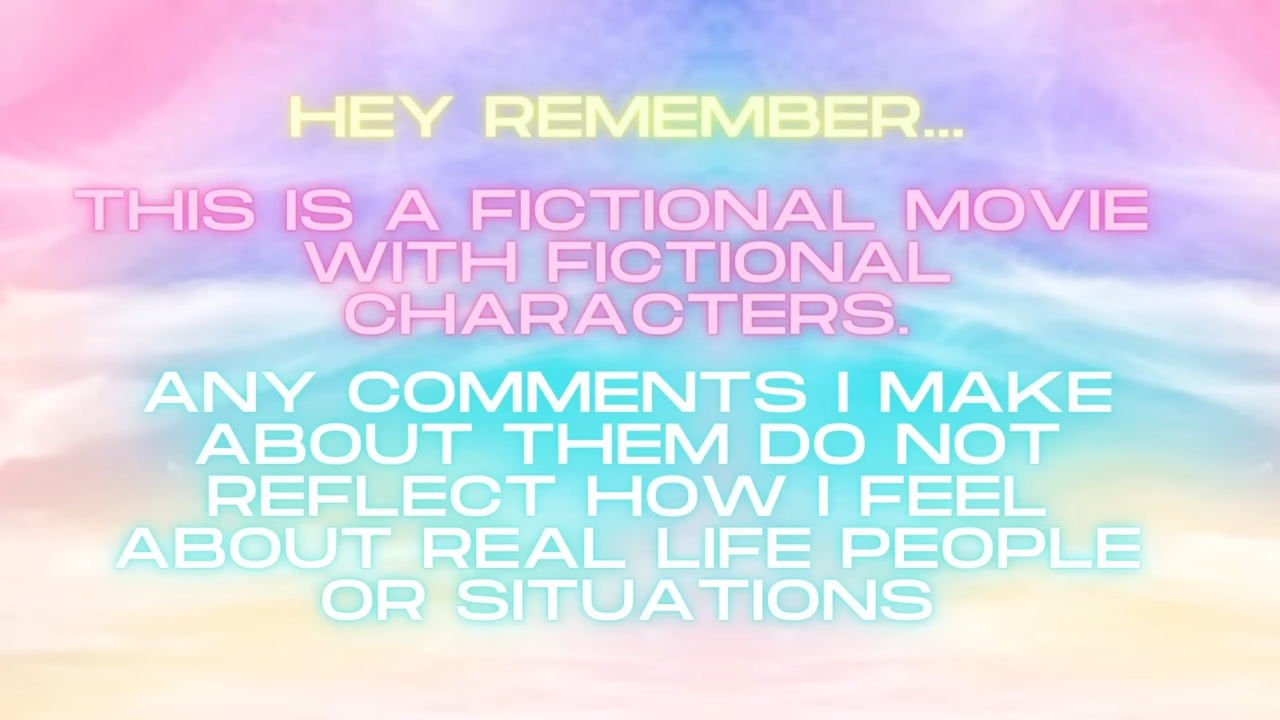 HEY REMEMBER...
THIS IS A FICTIONAL MOVIE
WITH FICTIONAL
CHARACTERS.
ANY COMMENTS I MAKE
ABOUT THEM DO NOT
REFLECT HOW I FEEL
ABOUT REAL LIFE PEOPLE
OR SITUATIONS